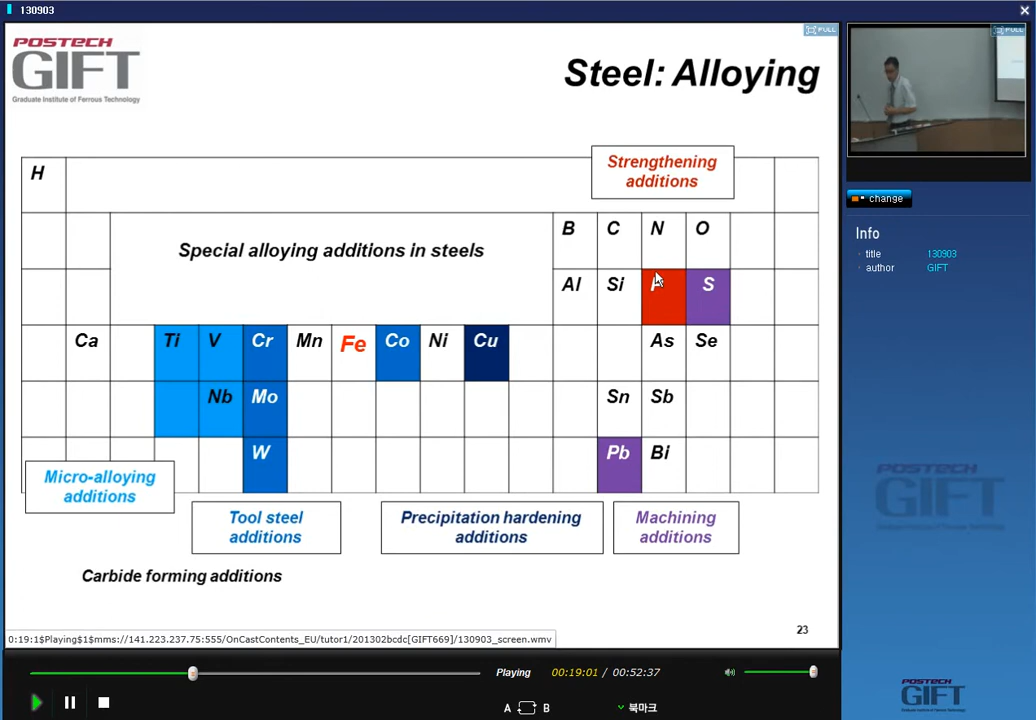 130903
POSTECH
GIFT
Graduate Institute of Ferrous Technology
FULL
FULL
Steel: Alloying
Strengthening
additions
H
Special alloying additions in steels
B C N O
Al Si P S
Ca Ti V Cr Mn Fe Co Ni Cu As Se
Nb Mo Sn Sb
W Pb Bi
Micro-alloying
additions
Tool steel
additions
Precipitation hardening
additions
Machining
additions
Carbide forming additions
23
0:19:1$Playing$1$mms://141.223.237.75:555/OnCastContents_EU/tutor1/201302bcdc[GIFT669]/130903_screen.wmv
Playing 00:19:01 / 00:52:37
A B 북마크
change
Info
title 130903
author GIFT
POSTECH
GIFT
POSTECH
GIFT